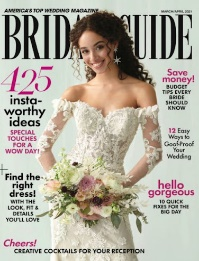 AMERICA'S TOP WEDDING MAGAZINE
MARCH/APRIL 2021
BRIDAL GUIDE
425
insta-
worthy
ideas
SPECIAL
TOUCHES
FOR A
WOW DAY!
Save
money!
BUDGET
TIPS EVERY
BRIDE
SHOULD
KNOW
12 Easy
Ways to
Goof-Proof
Your
Wedding
+
Find the
right
dress!
WITH THE
LOOK, FIT &
DETAILS
YOU'LL LOVE
hello
gorgeous
10 QUICK
FIXES FOR THE
BIG DAY
Cheers!
CREATIVE COCKTAILS FOR YOUR RECEPTION